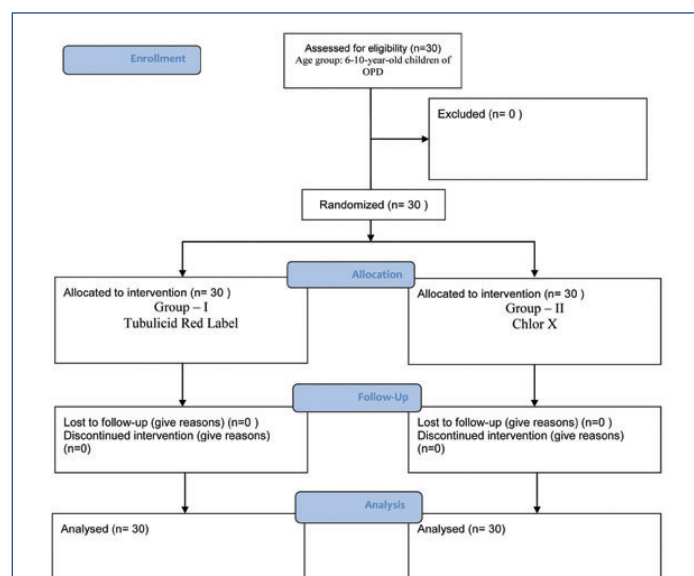 Enrollment
Assessed for eligibility (n=30)
Age group: 6-10-year-old children of
OPD
Excluded (n= 0 )
Randomized (n= 30 )
Allocation
Allocated to intervention (n= 30 )
Group – I
Tubulicid Red Label
Allocated to intervention (n= 30 )
Group – II
Chlor X
Follow-Up
Lost to follow-up (give reasons) (n=0 )
Discontinued intervention (give reasons)
(n=0)
Lost to follow-up (give reasons) (n=0 )
Discontinued intervention (give reasons)
(n=0)
Analysis
Analysed (n= 30)
Analysed (n= 30)